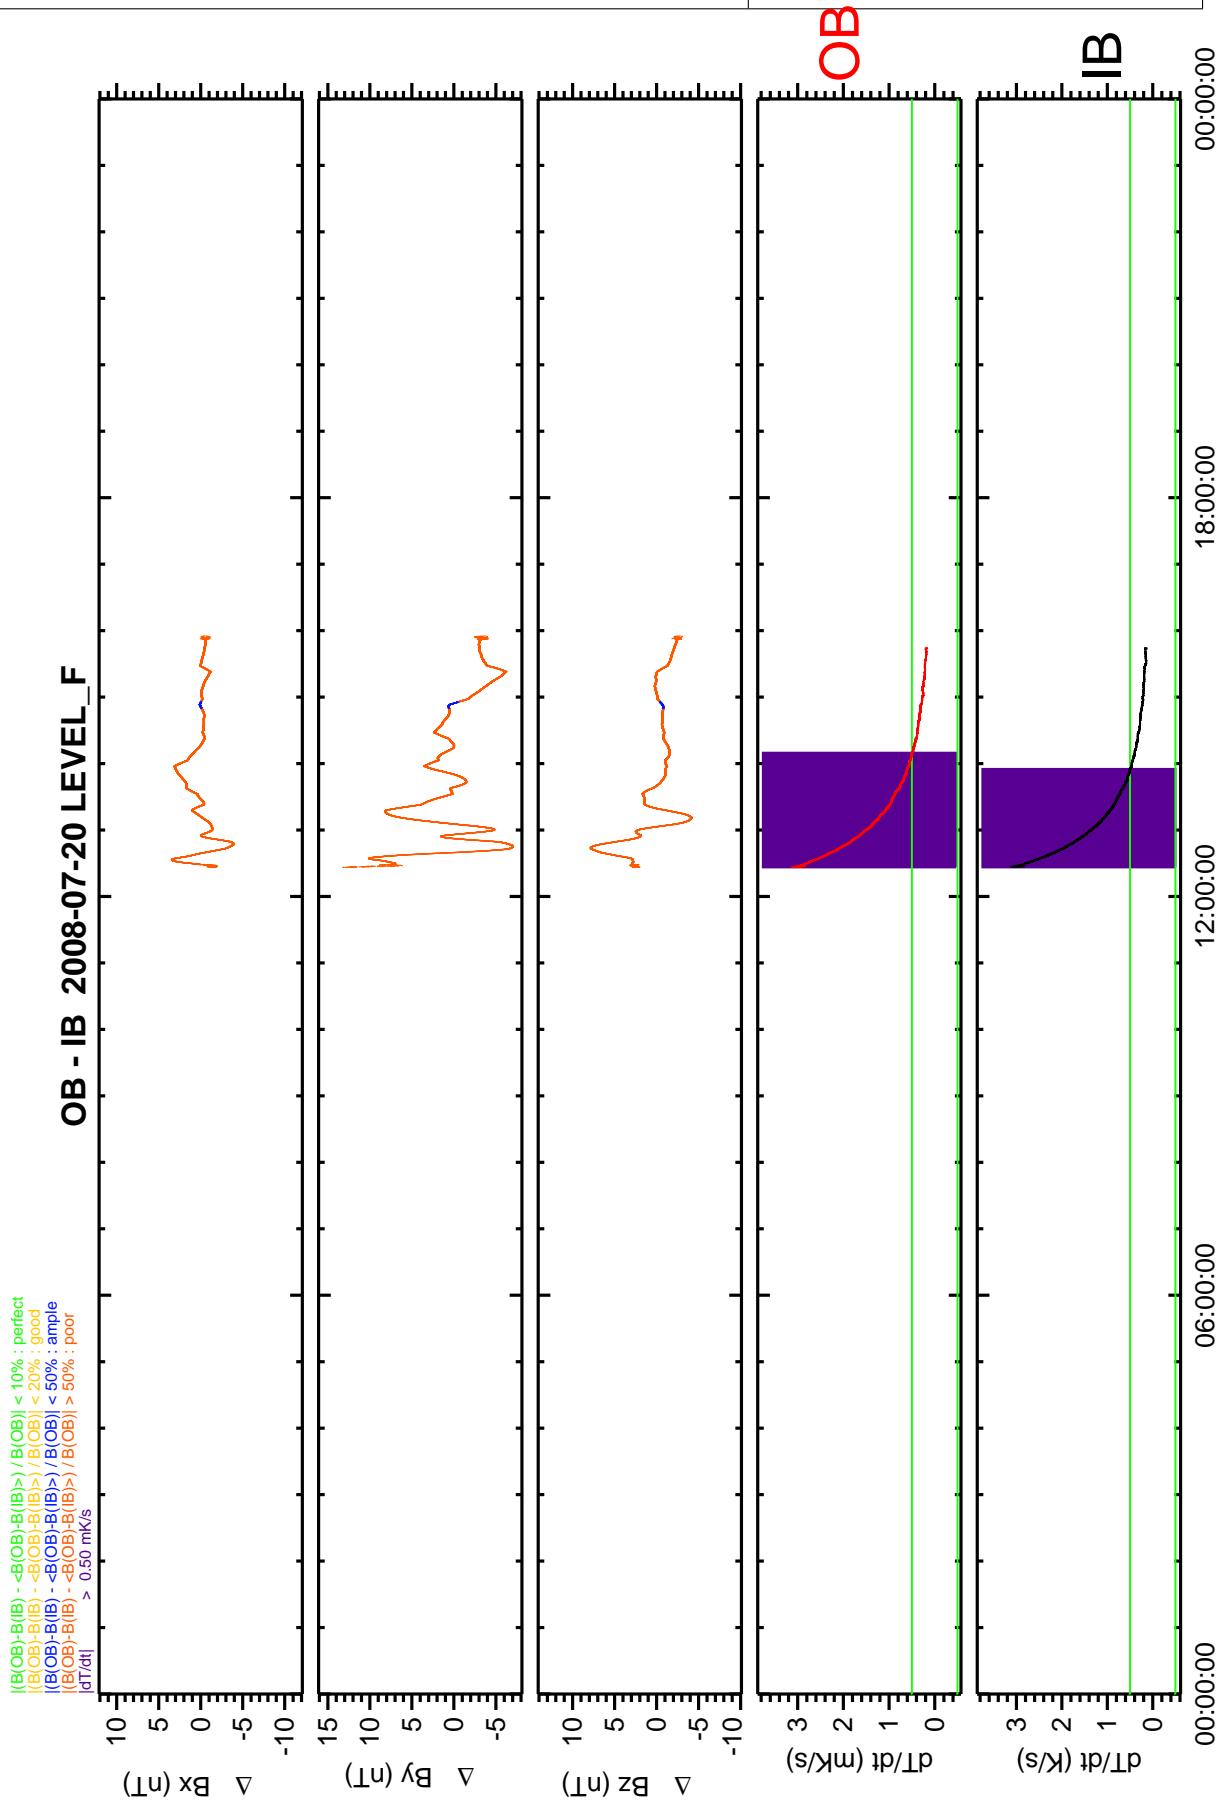 |(B(OB)-B(IB) - <B(OB)-B(IB)>) / B(OB)| < 10% : perfect
|(B(OB)-B(IB) - <B(OB)-B(IB)>) / B(OB)| < 20% : good
|(B(OB)-B(IB) - <B(OB)-B(IB)>) / B(OB)| < 50% : ample
|(B(OB)-B(IB) - <B(OB)-B(IB)>) / B(OB)| > 50% : poor
|dT/dt| > 0.50 mK/s
OB - IB 2008-07-20 LEVEL_F
Δ Bx (nT)
10
5
0
-5
-10
Δ By (nT)
15
10
5
0
-5
Δ Bz (nT)
10
5
0
-5
-10
dT/dt (mK/s)
3
2
1
0
OB
dT/dt (K/s)
3
2
1
0
IB
00:00:00
06:00:00
12:00:00
18:00:00
00:00:00